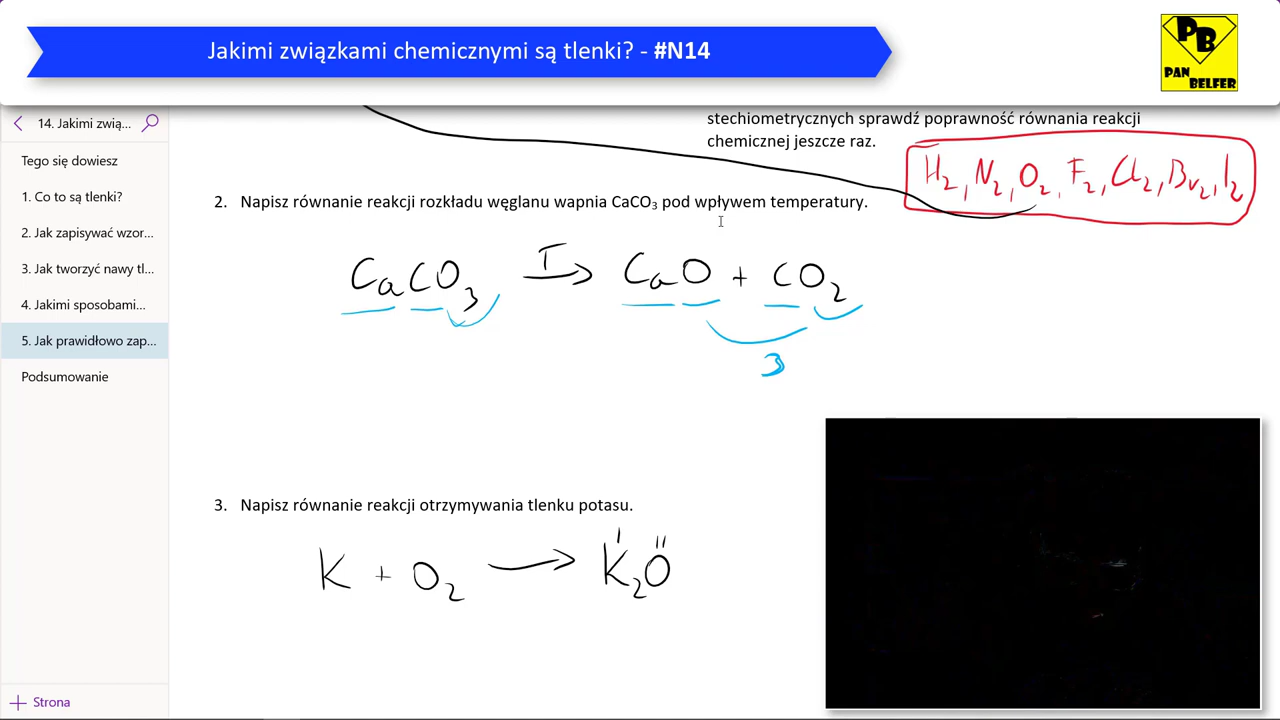 Jakimi związkami chemicznymi są tlenki? - #N14
PB
PAN
BELFER
14. Jakimi zwią...
Tego się dowiesz
1. Co to są tlenki?
2. Jak zapisywać wzor...
3. Jak tworzyć nawy tl...
4. Jakimi sposobami...
5. Jak prawidłowo zap...
Podsumowanie
Strona
stechiometrycznych sprawdź poprawność równania reakcji
chemicznej jeszcze raz.
H₂, N₂, O₂, F₂, Cl₂, Br₂, I₂
2. Napisz równanie reakcji rozkładu węglanu wapnia CaCO₃ pod wpływem temperatury.
CaCO₃ T→ CaO + CO₂
3
3. Napisz równanie reakcji otrzymywania tlenku potasu.
I II
K + O₂ → K₂O